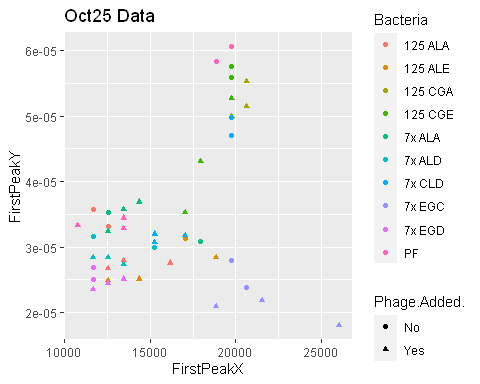 Oct25 Data
6e-05
5e-05
4e-05
3e-05
2e-05
FirstPeakY
10000 15000 20000 25000
FirstPeakX
Bacteria
125 ALA
125 ALE
125 CGA
125 CGE
7x ALA
7x ALD
7x CLD
7x EGC
7x EGD
PF
Phage.Added.
No
Yes